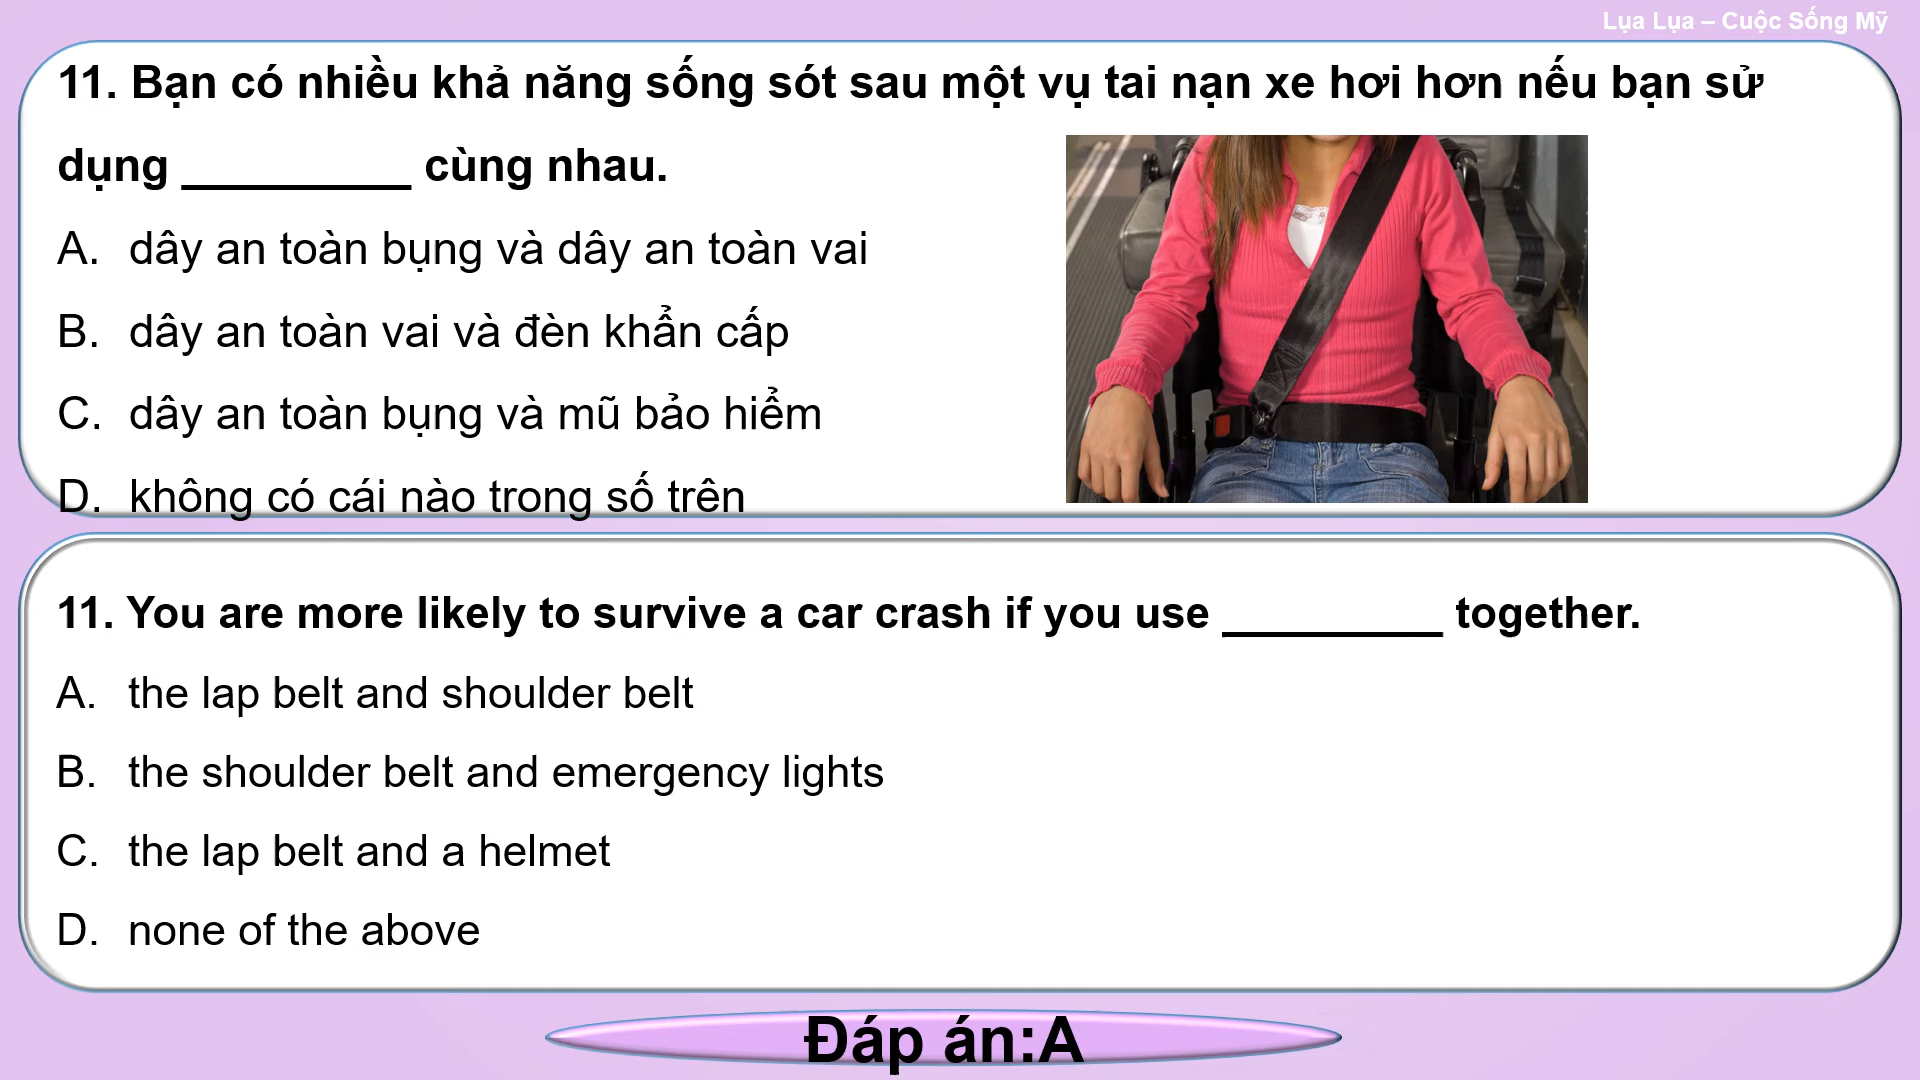 Lụa Lụa – Cuộc Sống Mỹ
11. Bạn có nhiều khả năng sống sót sau một vụ tai nạn xe hơi hơn nếu bạn sử
dụng _________ cùng nhau.
A. dây an toàn bụng và dây an toàn vai
B. dây an toàn vai và đèn khẩn cấp
C. dây an toàn bụng và mũ bảo hiểm
D. không có cái nào trong số trên
11. You are more likely to survive a car crash if you use _________ together.
A. the lap belt and shoulder belt
B. the shoulder belt and emergency lights
C. the lap belt and a helmet
D. none of the above
Đáp án:A